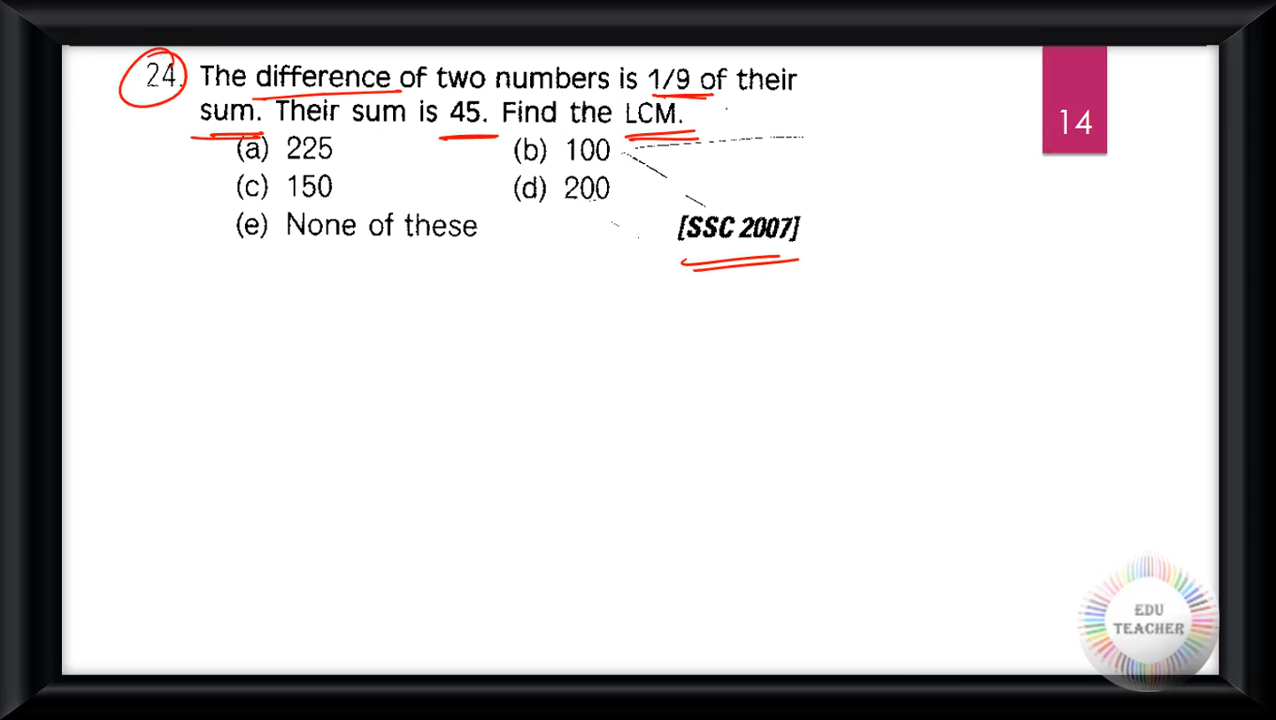 24. The difference of two numbers is 1/9 of their
sum. Their sum is 45. Find the LCM.
(a) 225 (b) 100
(c) 150 (d) 200
(e) None of these [SSC 2007]
14
EDU
TEACHER